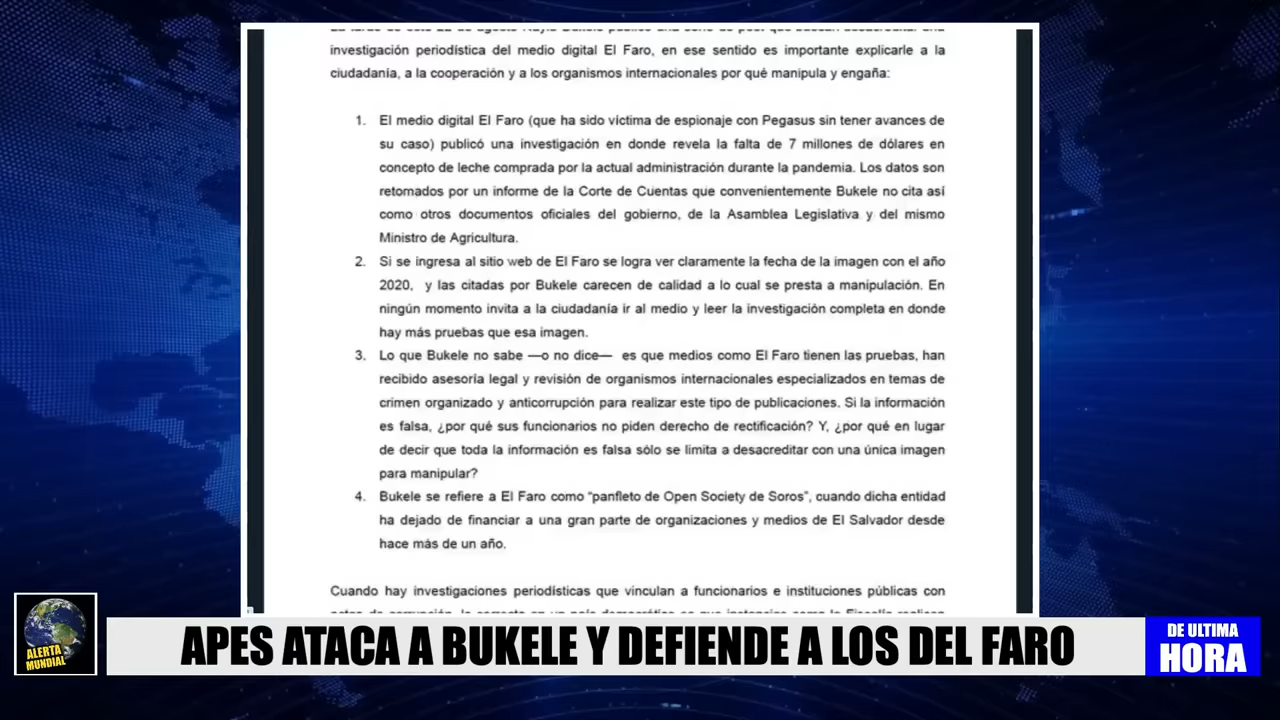 investigación periodística del medio digital El Faro, en ese sentido es importante explicarle a la
ciudadanía, a la cooperación y a los organismos internacionales por qué manipula y engaña:
1. El medio digital El Faro (que ha sido víctima de espionaje con Pegasus sin tener avances de
su caso) publicó una investigación en donde revela la falta de 7 millones de dólares en
concepto de leche comprada por la actual administración durante la pandemia. Los datos son
retomados por un informe de la Corte de Cuentas que convenientemente Bukele no cita así
como otros documentos oficiales del gobierno, de la Asamblea Legislativa y del mismo
Ministro de Agricultura.
2. Si se ingresa al sitio web de El Faro se logra ver claramente la fecha de la imagen con el año
2020, y las citadas por Bukele carecen de calidad a lo cual se presta a manipulación. En
ningún momento invita a la ciudadanía ir al medio y leer la investigación completa en donde
hay más pruebas que esa imagen.
3. Lo que Bukele no sabe —o no dice— es que medios como El Faro tienen las pruebas, han
recibido asesoría legal y revisión de organismos internacionales especializados en temas de
crimen organizado y anticorrupción para realizar este tipo de publicaciones. Si la información
es falsa, ¿por qué sus funcionarios no piden derecho de rectificación? Y, ¿por qué en lugar
de decir que toda la información es falsa sólo se limita a desacreditar con una única imagen
para manipular?
4. Bukele se refiere a El Faro como “panfleto de Open Society de Soros”, cuando dicha entidad
ha dejado de financiar a una gran parte de organizaciones y medios de El Salvador desde
hace más de un año.
Cuando hay investigaciones periodísticas que vinculan a funcionarios e instituciones públicas con
ALERTA
MUNDIAL
APES ATACA A BUKELE Y DEFIENDE A LOS DEL FARO
DE ULTIMA
HORA